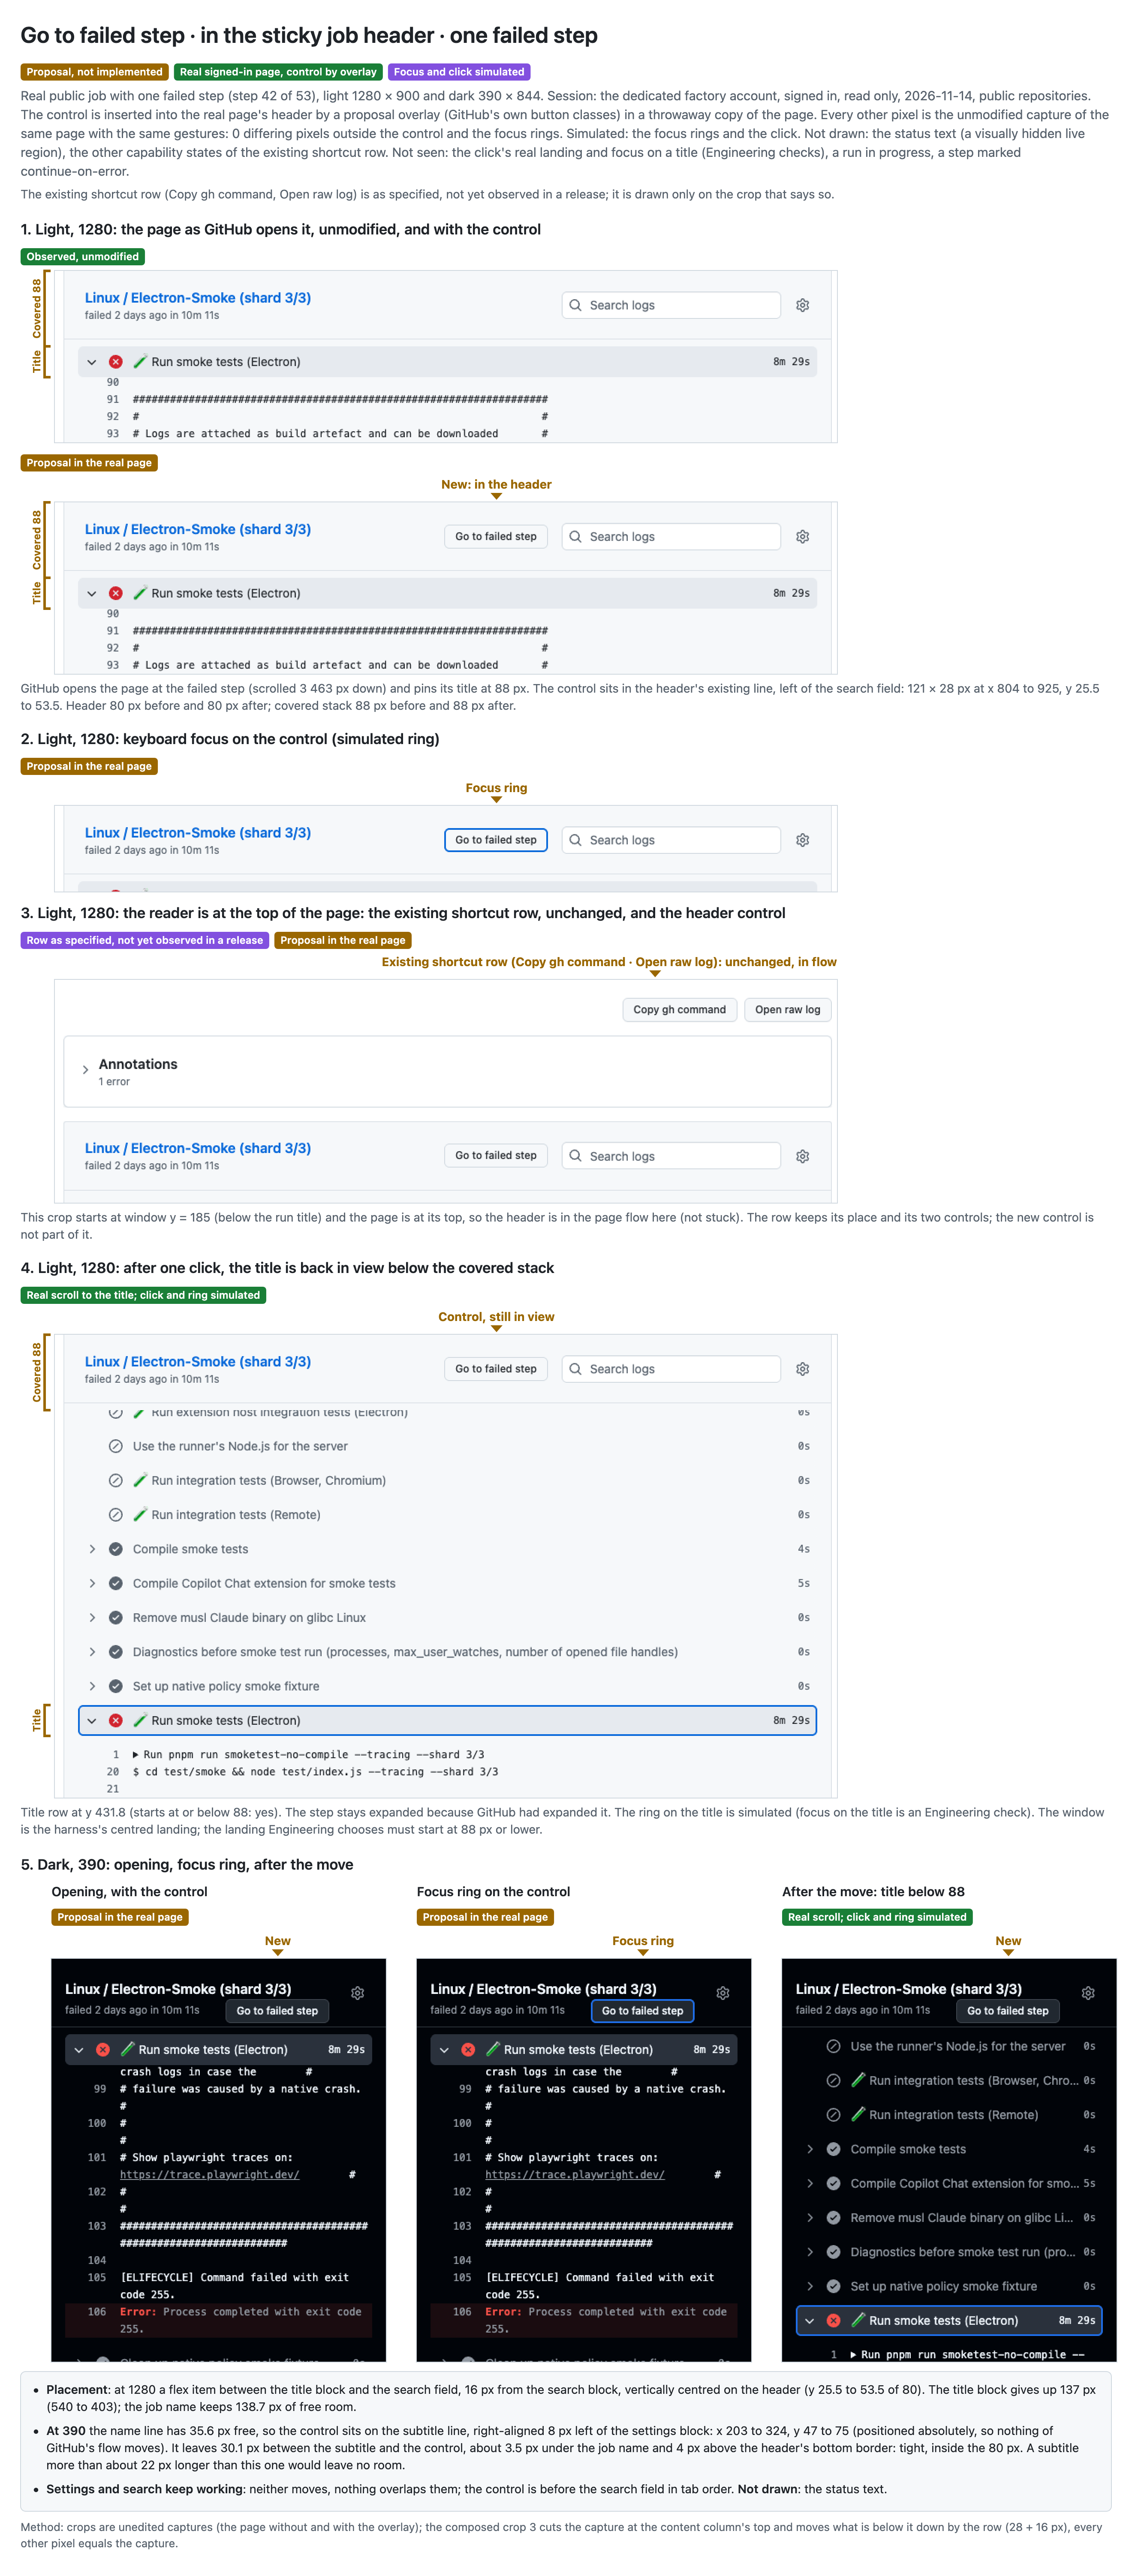 Go to failed step · in the sticky job header · one failed step
Proposal, not implemented
Real signed-in page, control by overlay
Focus and click simulated
Real public job with one failed step (step 42 of 53), light 1280 × 900 and dark 390 × 844. Session: the dedicated factory account, signed in, read only, 2026-11-14, public repositories.
The control is inserted into the real page's header by a proposal overlay (GitHub's own button classes) in a throwaway copy of the page. Every other pixel is the unmodified capture of the
same page with the same gestures: 0 differing pixels outside the control and the focus rings. Simulated: the focus rings and the click. Not drawn: the status text (a visually hidden live
region), the other capability states of the existing shortcut row. Not seen: the click's real landing and focus on a title (Engineering checks), a run in progress, a step marked
continue-on-error.
The existing shortcut row (Copy gh command, Open raw log) is as specified, not yet observed in a release; it is drawn only on the crop that says so.
1. Light, 1280: the page as GitHub opens it, unmodified, and with the control
Observed, unmodified
Covered 88
Title
Linux / Electron-Smoke (shard 3/3)
failed 2 days ago in 10m 11s
Search logs
Run smoke tests (Electron)
8m 29s
90
91 ###################################################################
92 # #
93 # Logs are attached as build artefact and can be downloaded #
Proposal in the real page
New: in the header
Covered 88
Title
Linux / Electron-Smoke (shard 3/3)
failed 2 days ago in 10m 11s
Go to failed step
Search logs
Run smoke tests (Electron)
8m 29s
90
91 ###################################################################
92 # #
93 # Logs are attached as build artefact and can be downloaded #
GitHub opens the page at the failed step (scrolled 3 463 px down) and pins its title at 88 px. The control sits in the header's existing line, left of the search field: 121 × 28 px at x 804 to 925, y 25.5
to 53.5. Header 80 px before and 80 px after; covered stack 88 px before and 88 px after.
2. Light, 1280: keyboard focus on the control (simulated ring)
Proposal in the real page
Focus ring
Linux / Electron-Smoke (shard 3/3)
failed 2 days ago in 10m 11s
Go to failed step
Search logs
3. Light, 1280: the reader is at the top of the page: the existing shortcut row, unchanged, and the header control
Row as specified, not yet observed in a release
Proposal in the real page
Existing shortcut row (Copy gh command · Open raw log): unchanged, in flow
Copy gh command
Open raw log
Annotations
1 error
Linux / Electron-Smoke (shard 3/3)
failed 2 days ago in 10m 11s
Go to failed step
Search logs
This crop starts at window y = 185 (below the run title) and the page is at its top, so the header is in the page flow here (not stuck). The row keeps its place and its two controls; the new control is
not part of it.
4. Light, 1280: after one click, the title is back in view below the covered stack
Real scroll to the title; click and ring simulated
Control, still in view
Covered 88
Linux / Electron-Smoke (shard 3/3)
failed 2 days ago in 10m 11s
Go to failed step
Search logs
Run extension host integration tests (Electron) 0s
Use the runner's Node.js for the server 0s
Run integration tests (Browser, Chromium) 0s
Run integration tests (Remote) 0s
Compile smoke tests 4s
Compile Copilot Chat extension for smoke tests 5s
Remove musl Claude binary on glibc Linux 0s
Diagnostics before smoke test run (processes, max_user_watches, number of opened file handles) 0s
Set up native policy smoke fixture 0s
Title
Run smoke tests (Electron) 8m 29s
1 ▶ Run pnpm run smoketest-no-compile --tracing --shard 3/3
20 $ cd test/smoke && node test/index.js --tracing --shard 3/3
21
Title row at y 431.8 (starts at or below 88: yes). The step stays expanded because GitHub had expanded it. The ring on the title is simulated (focus on the title is an Engineering check). The window
is the harness's centred landing; the landing Engineering chooses must start at 88 px or lower.
5. Dark, 390: opening, focus ring, after the move
Opening, with the control
Proposal in the real page
New
Linux / Electron-Smoke (shard 3/3)
failed 2 days ago in 10m 11s
Go to failed step
Run smoke tests (Electron) 8m 29s
crash logs in case the #
99 # failure was caused by a native crash.
#
100 #
#
101 # Show playwright traces on:
https://trace.playwright.dev/ #
102 #
#
103 ########################################
###########################
104
105 [ELIFECYCLE] Command failed with exit
code 255.
106 Error: Process completed with exit code
255.
Focus ring on the control
Proposal in the real page
Focus ring
Linux / Electron-Smoke (shard 3/3)
failed 2 days ago in 10m 11s
Go to failed step
Run smoke tests (Electron) 8m 29s
crash logs in case the #
99 # failure was caused by a native crash.
#
100 #
#
101 # Show playwright traces on:
https://trace.playwright.dev/ #
102 #
#
103 ########################################
###########################
104
105 [ELIFECYCLE] Command failed with exit
code 255.
106 Error: Process completed with exit code
255.
After the move: title below 88
Real scroll; click and ring simulated
New
Linux / Electron-Smoke (shard 3/3)
failed 2 days ago in 10m 11s
Go to failed step
Use the runner's Node.js for the server 0s
Run integration tests (Browser, Chro... 0s
Run integration tests (Remote) 0s
Compile smoke tests 4s
Compile Copilot Chat extension for smo... 5s
Remove musl Claude binary on glibc Li... 0s
Diagnostics before smoke test run (pro... 0s
Set up native policy smoke fixture 0s
Run smoke tests (Electron) 8m 29s
1 ▶ Run pnpm run smoketest-no-compile --
• Placement: at 1280 a flex item between the title block and the search field, 16 px from the search block, vertically centred on the header (y 25.5 to 53.5 of 80). The title block gives up 137 px
(540 to 403); the job name keeps 138.7 px of free room.
• At 390 the name line has 35.6 px free, so the control sits on the subtitle line, right-aligned 8 px left of the settings block: x 203 to 324, y 47 to 75 (positioned absolutely, so nothing of
GitHub's flow moves). It leaves 30.1 px between the subtitle and the control, about 3.5 px under the job name and 4 px above the header's bottom border: tight, inside the 80 px. A subtitle
more than about 22 px longer than this one would leave no room.
• Settings and search keep working: neither moves, nothing overlaps them; the control is before the search field in tab order. Not drawn: the status text.
Method: crops are unedited captures (the page without and with the overlay); the composed crop 3 cuts the capture at the content column's top and moves what is below it down by the row (28 + 16 px), every
other pixel equals the capture.